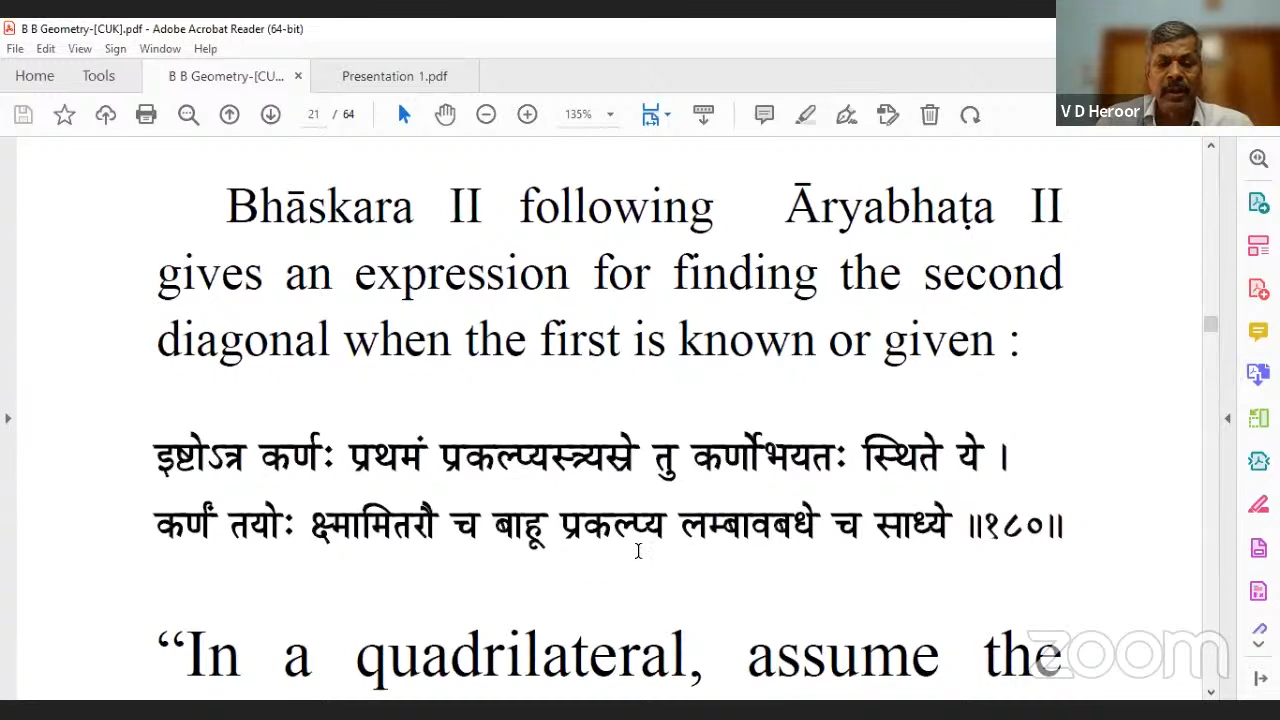 B B Geometry-[CUK].pdf - Adobe Acrobat Reader (64-bit)
File Edit View Sign Window Help
Home Tools B B Geometry-[CU... × Presentation 1.pdf
21 / 64 135%
V D Heroor
Bhāskara II following Āryabhaṭa II
gives an expression for finding the second
diagonal when the first is known or given :
इष्टोऽत्र कर्णः प्रथमं प्रकल्प्यस्त्र्यस्रे तु कर्णोभयतः स्थिते ये ।
कर्णं तयोः क्ष्मामितरौ च बाहू प्रकल्प्य लम्बावबधे च साध्ये ॥१८०॥
“In a quadrilateral, assume the
zoom